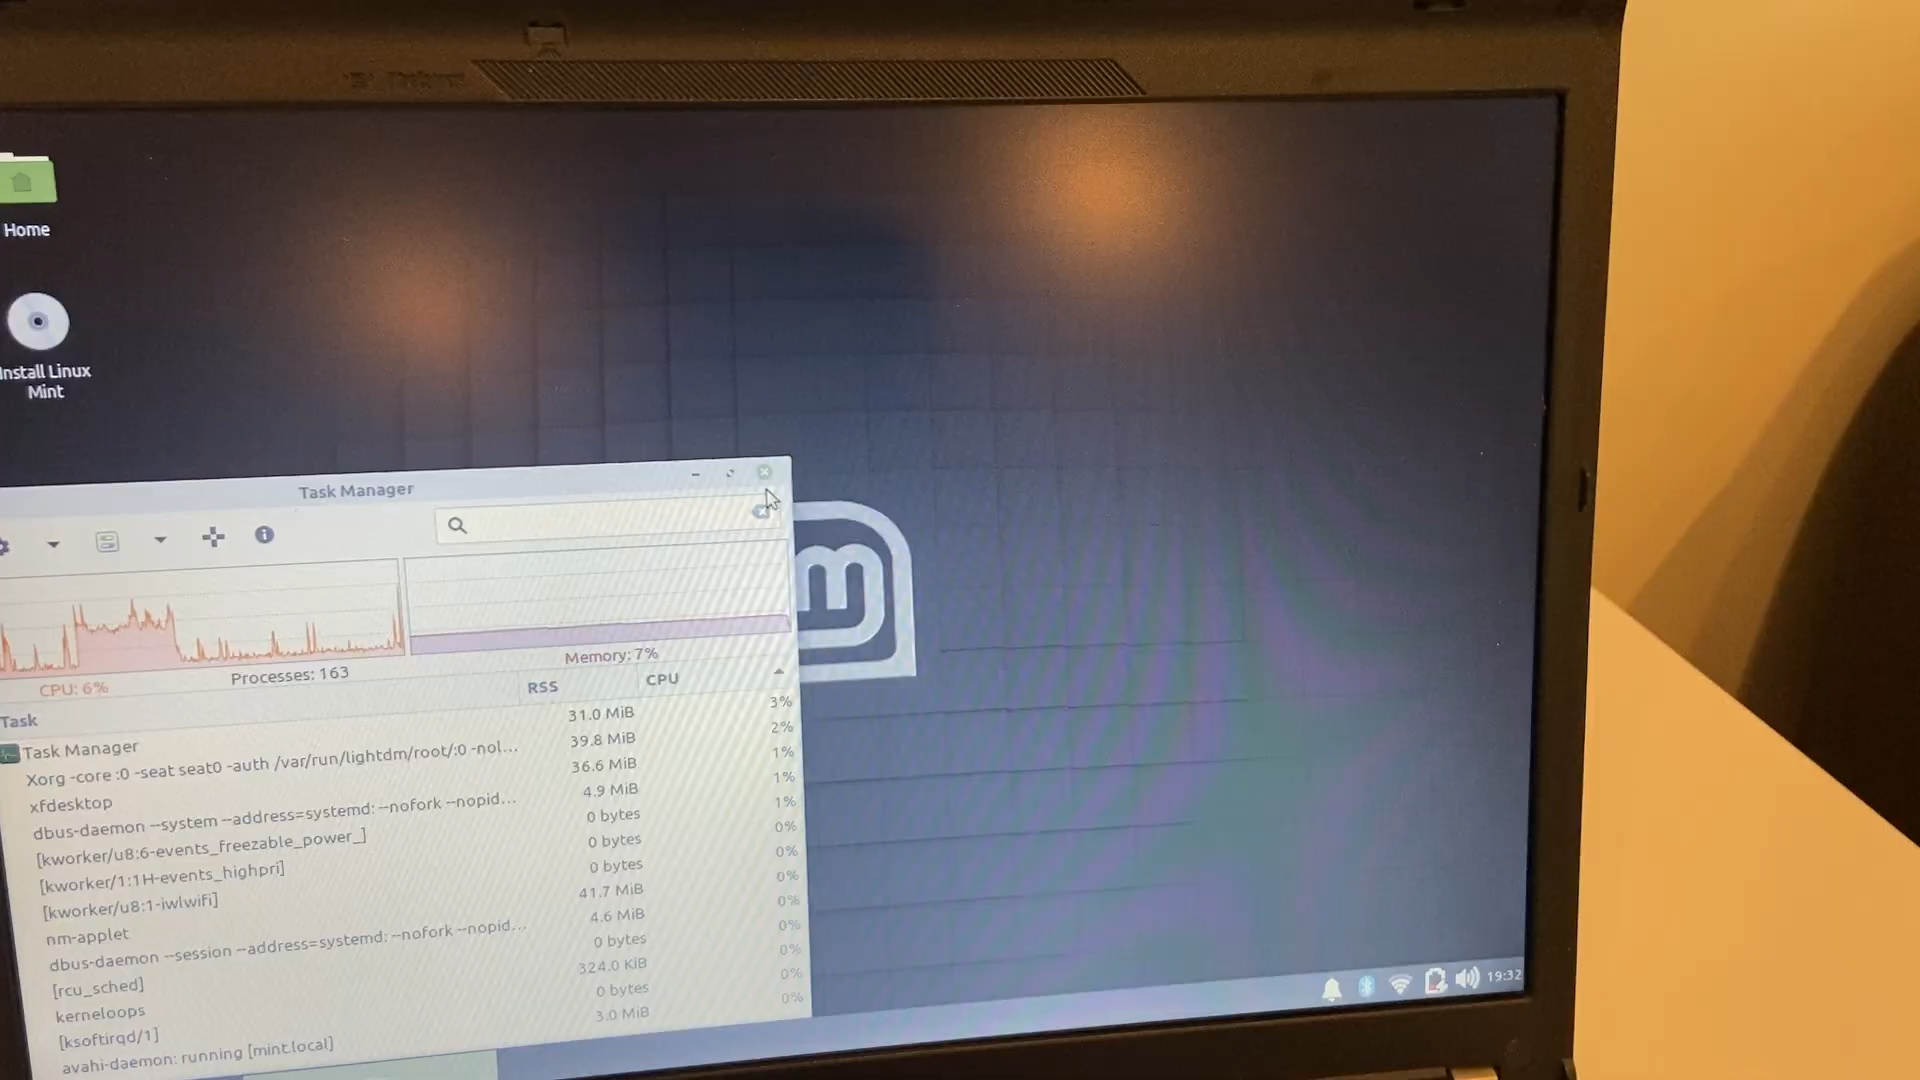 Home
Install Linux
Mint
Task Manager
CPU: 6%
Processes: 163
Memory: 7%
Task
RSS
CPU
Task Manager
31.0 MiB
3%
Xorg -core :0 -seat seat0 -auth /var/run/lightdm/root/:0 -nol...
39.8 MiB
2%
xfdesktop
36.6 MiB
1%
dbus-daemon --system --address=systemd: --nofork --nopid...
4.9 MiB
1%
[kworker/u8:6-events_freezable_power_]
0 bytes
1%
[kworker/1:1H-events_highpri]
0 bytes
0%
[kworker/u8:1-iwlwifi]
0 bytes
0%
nm-applet
41.7 MiB
0%
dbus-daemon --session --address=systemd: --nofork --nopid...
4.6 MiB
0%
[rcu_sched]
0 bytes
0%
kerneloops
324.0 KiB
0%
[ksoftirqd/1]
0 bytes
0%
avahi-daemon: running [mint.local]
3.0 MiB
0%
19:32